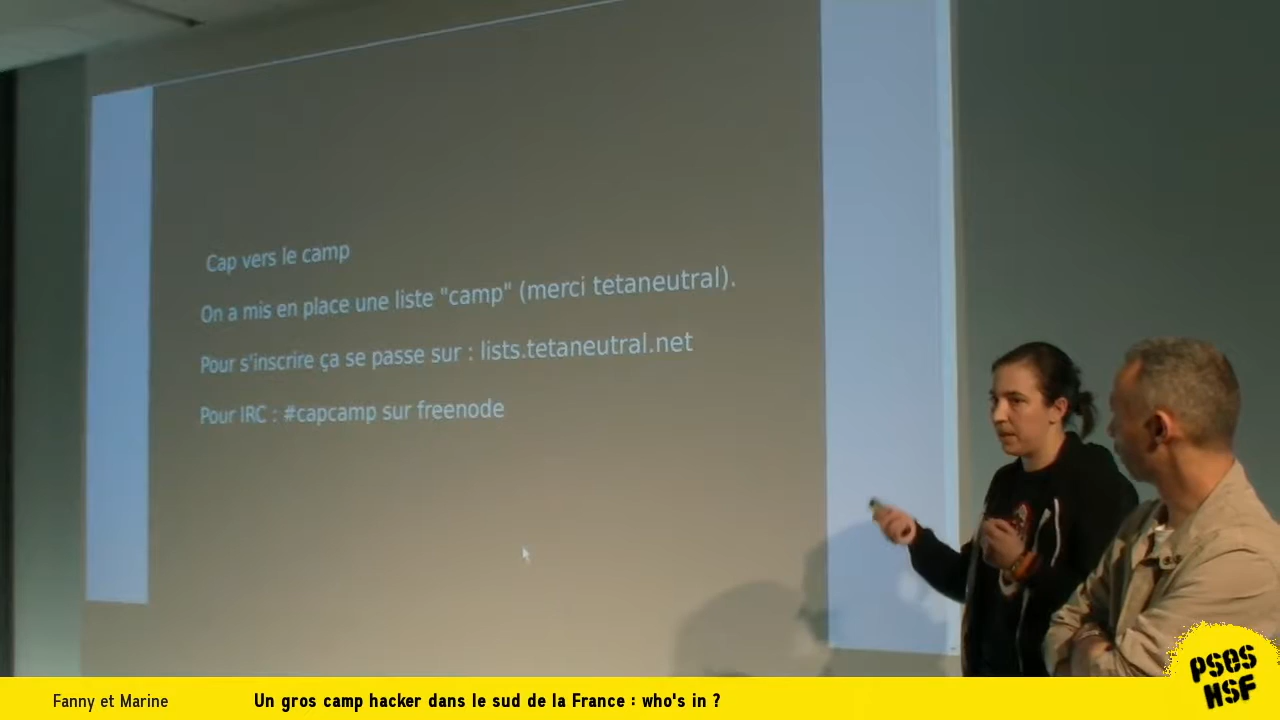 Cap vers le camp
On a mis en place une liste "camp" (merci tetaneutral).
Pour s'inscrire ça se passe sur : lists.tetaneutral.net
Pour IRC : #capcamp sur freenode
Fanny et Marine
Un gros camp hacker dans le sud de la France : who's in ?
PSES
HSF